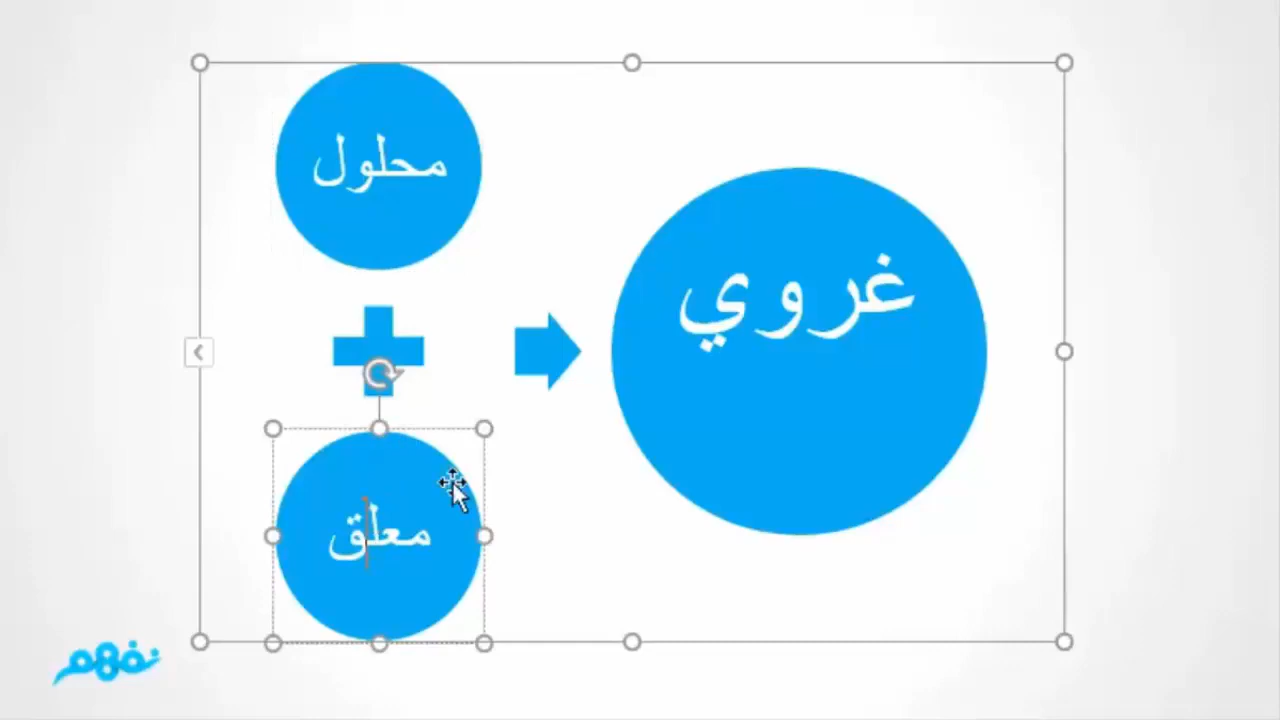 محلول
غروي
معلق
نفهم